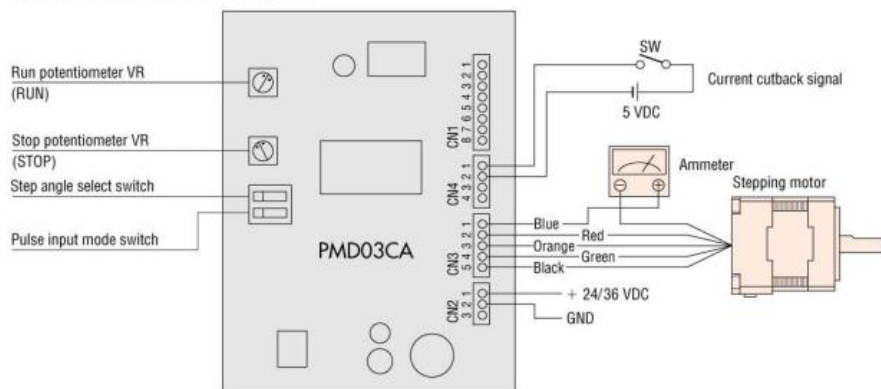 Run potentiometer VR
(RUN)
Stop potentiometer VR
(STOP)
Step angle select switch
Pulse input mode switch
PMD03CA
CN1
1
2
3
4
5
6
7
8
CN4
1
2
3
4
CN3
1
2
3
4
5
CN2
1
2
3
SW
Current cutback signal
5 VDC
Ammeter
Stepping motor
Blue
Red
Orange
Green
Black
+ 24/36 VDC
GND